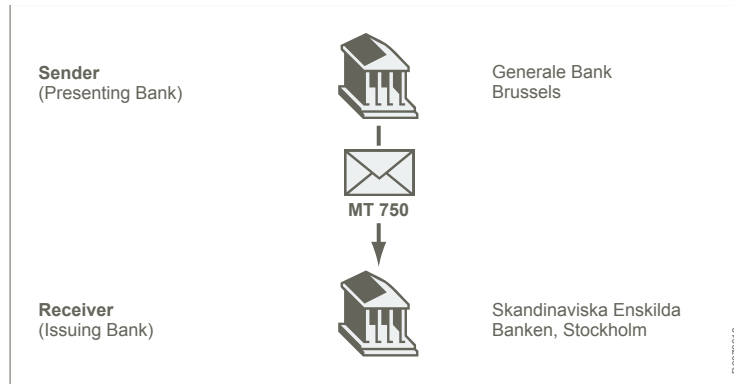 Sender
(Presenting Bank)
Generale Bank
Brussels
MT 750
Receiver
(Issuing Bank)
Skandinaviska Enskilda
Banken, Stockholm